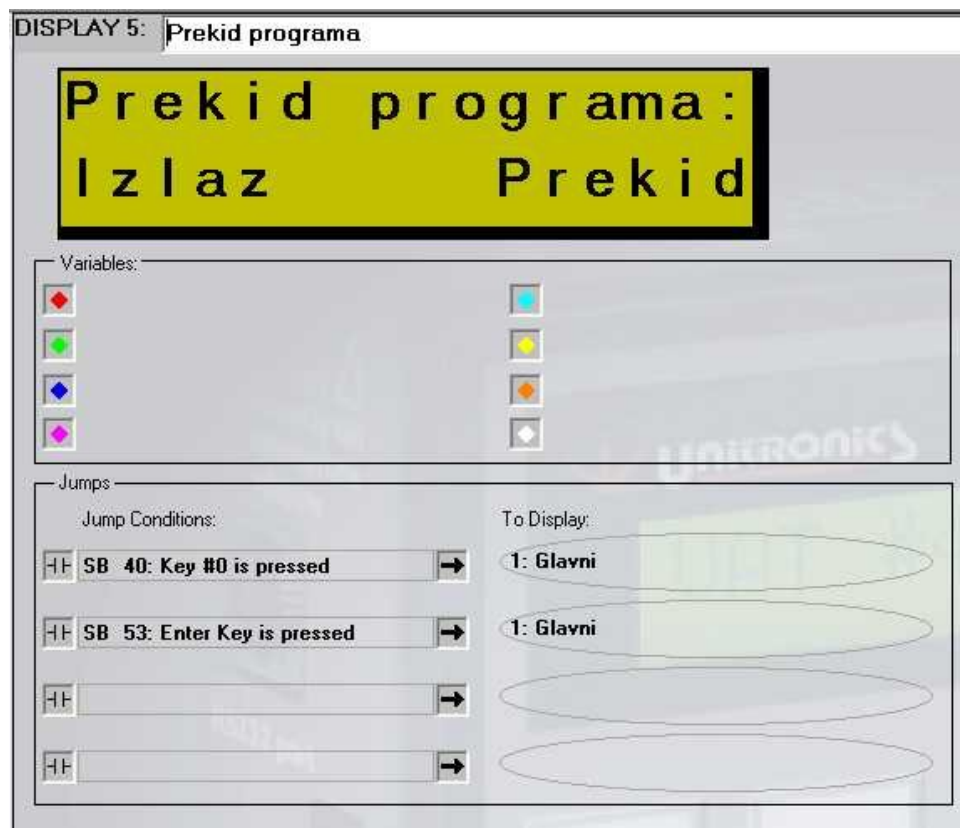 DISPLAY 5: Prekid programa
Prekid programa:
Izlaz Prekid
Variables:
UNITRONICS
Jumps
Jump Conditions: To Display:
SB 40: Key #0 is pressed 1: Glavni
SB 53: Enter Key is pressed 1: Glavni